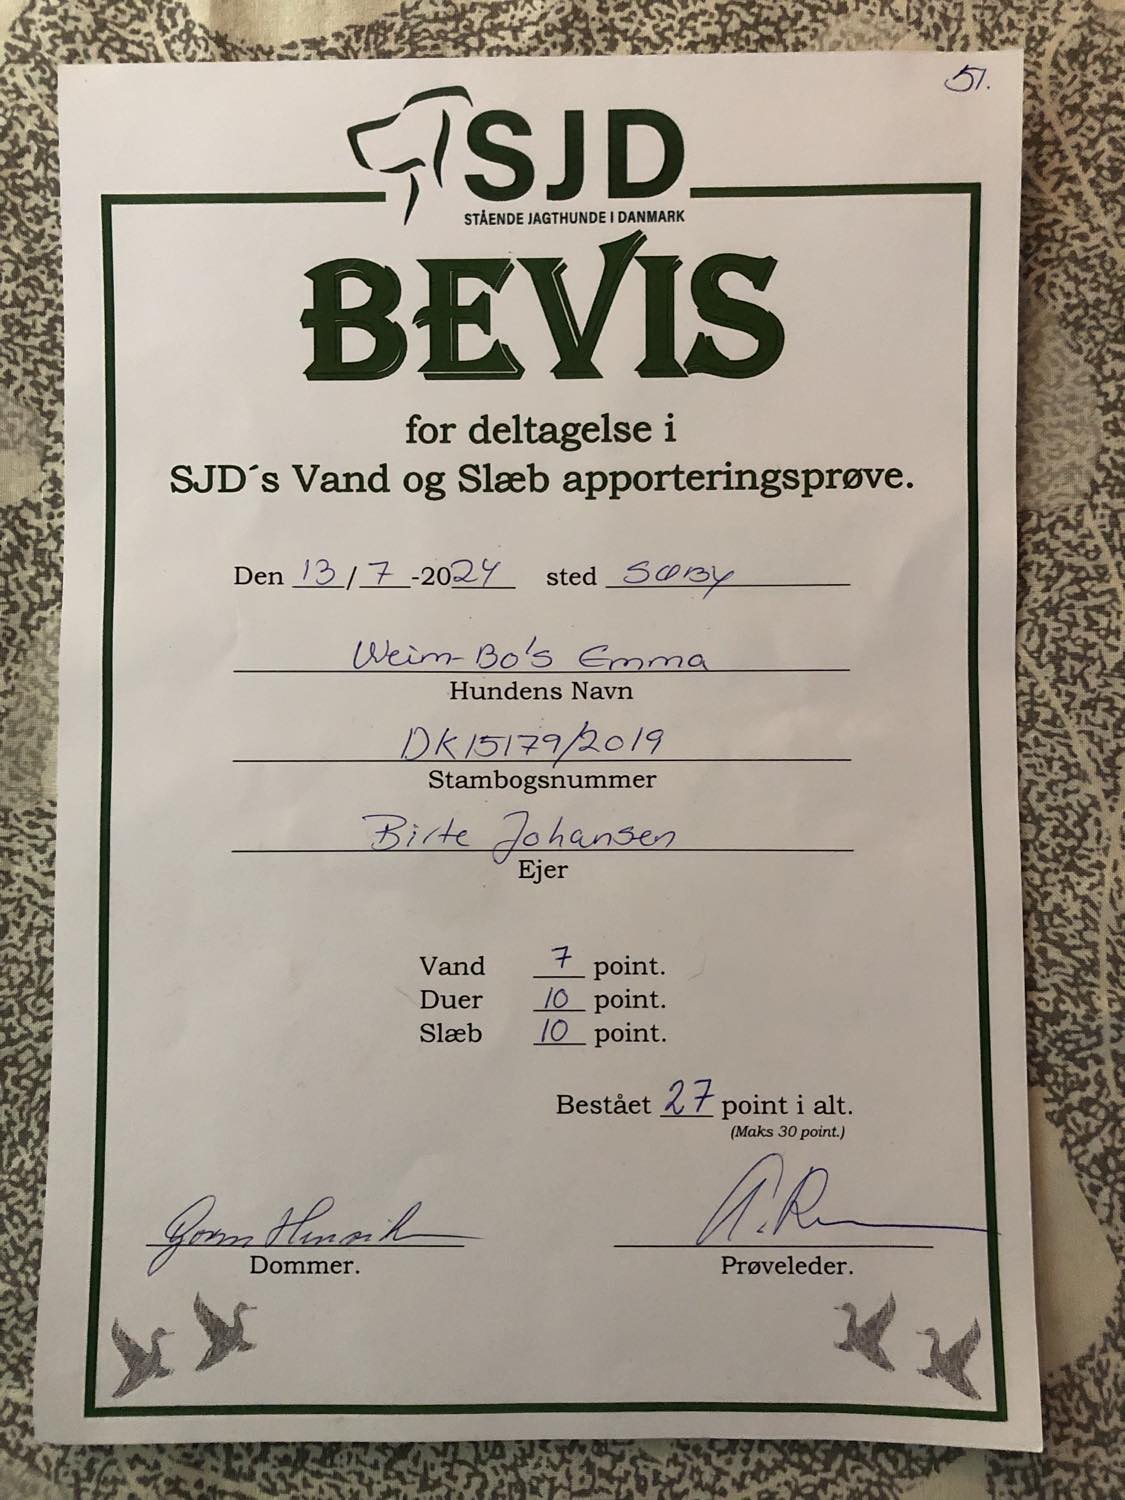 51.
SJD
STÅENDE JAGTHUNDE I DANMARK
BEVIS
for deltagelse i
SJD´s Vand og Slæb apporteringsprøve.
Den 13/7-2024 sted SØBY
Weim-Bo's Emma
Hundens Navn
DK15179/2019
Stambogsnummer
Birte Johansen
Ejer
Vand 7 point.
Duer 10 point.
Slæb 10 point.
Bestået 27 point i alt.
(Maks 30 point.)
Dommer. Prøveleder.